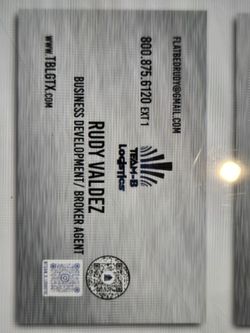 TEAM-B
Logistics
RUDY VALDEZ
BUSINESS DEVELOPMENT/ BROKER AGENT
800.875.6120 EXT 1
FLATBEDRUDY@GMAIL.COM
WWW.TBLGTX.COM